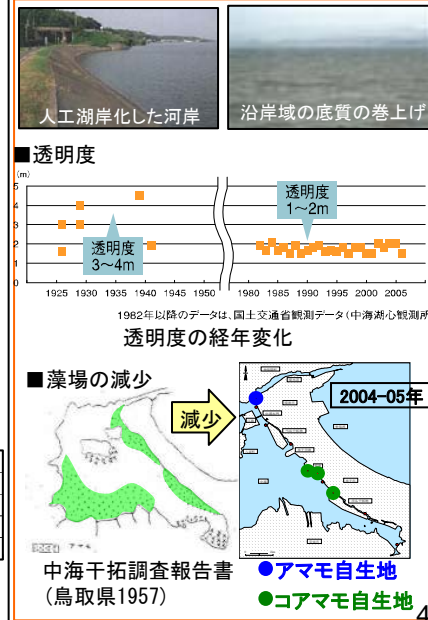 人工湖岸化した河岸
沿岸域の底質の巻上げ
■透明度
(m)
5
4
3
2
1
0
透明度
3～4m
透明度
1～2m
1925 1930 1935 1940 1945 1950 1980 1985 1990 1995 2000 2005
1982年以降のデータは、国土交通省観測データ(中海湖心観測所
透明度の経年変化
■藻場の減少
減少
2004-05年
アマモ
中海干拓調査報告書
(鳥取県1957)
●アマモ自生地
●コアマモ自生地
4